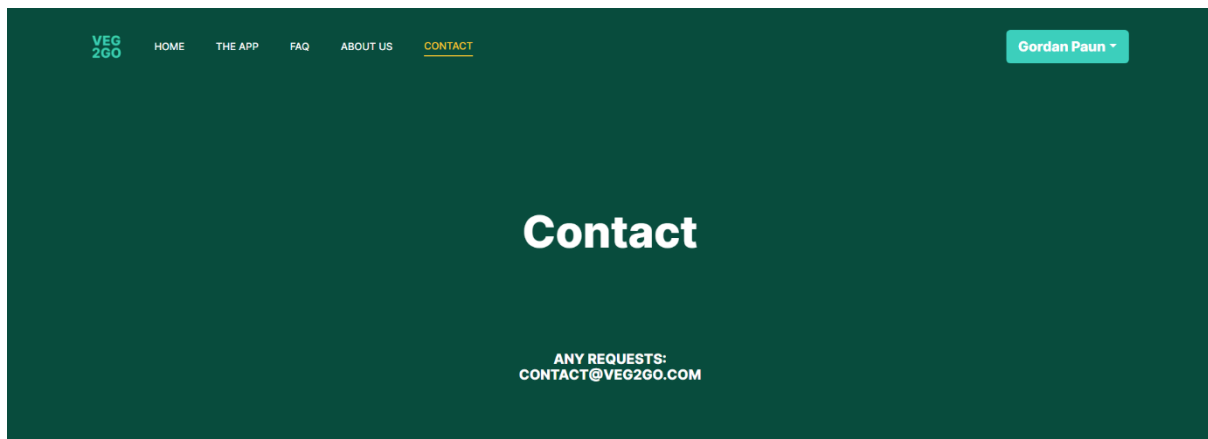 VEG
2GO
HOME THE APP FAQ ABOUT US CONTACT
Gordan Paun
Contact
ANY REQUESTS:
CONTACT@VEG2GO.COM